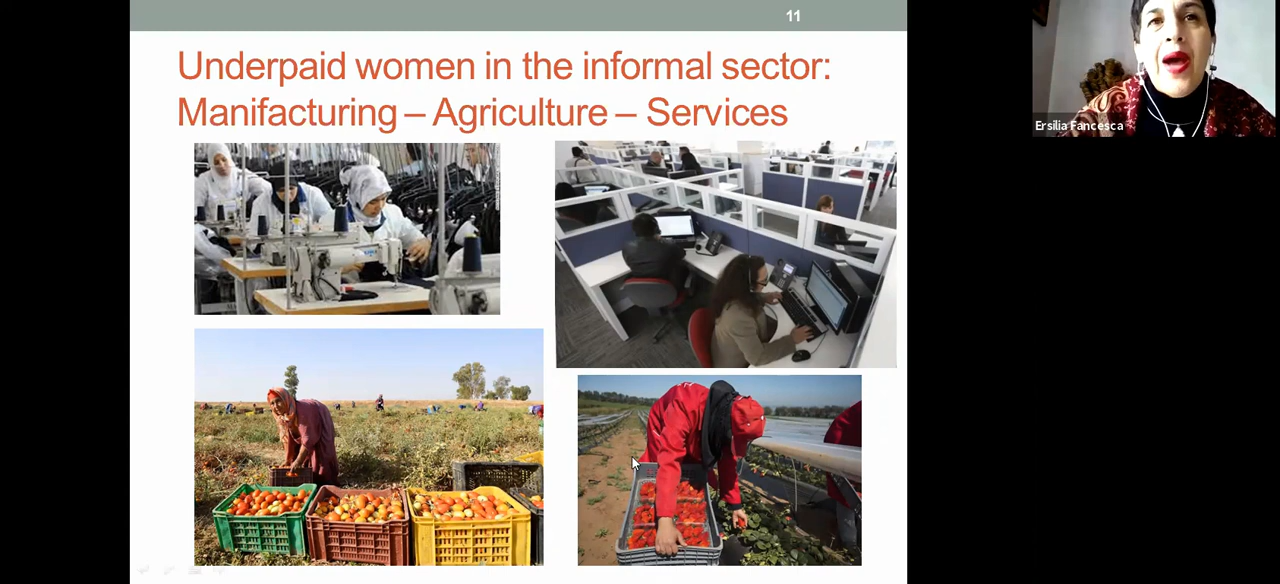 11
Underpaid women in the informal sector:
Manifacturing – Agriculture – Services
Ersilia Fancesca